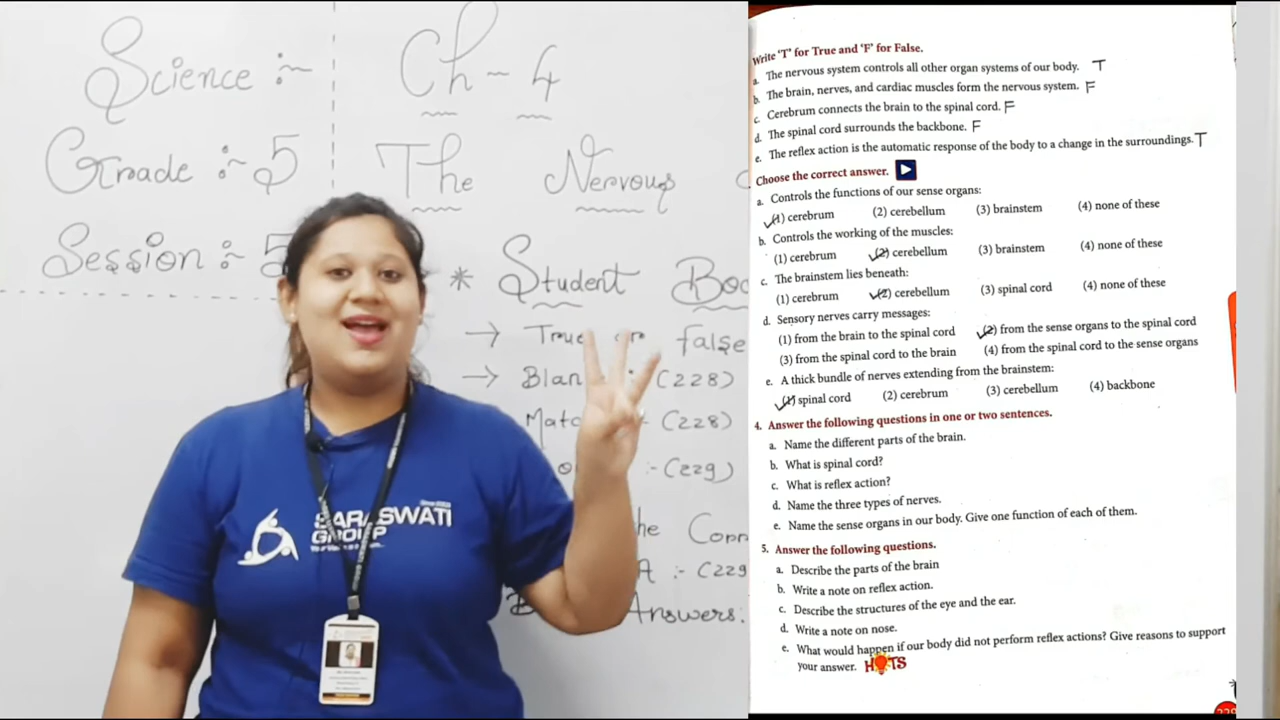 Science :~
Ch - 4
Grade :~ 5
The Nervous
Session :~ 5
* Student Boo
→ True or false
→ Blan (228)
Matc :- (228)
:- (229)
he Corr
A :- (229
Answers.
SARASWATI
GROUP
Write 'T' for True and 'F' for False.
a. The nervous system controls all other organ systems of our body. T
b. The brain, nerves, and cardiac muscles form the nervous system. F
c. Cerebrum connects the brain to the spinal cord. F
d. The spinal cord surrounds the backbone. F
e. The reflex action is the automatic response of the body to a change in the surroundings. T
Choose the correct answer.
a. Controls the functions of our sense organs:
(1) cerebrum (2) cerebellum (3) brainstem (4) none of these
b. Controls the working of the muscles:
(1) cerebrum (2) cerebellum (3) brainstem (4) none of these
c. The brainstem lies beneath:
(1) cerebrum (2) cerebellum (3) spinal cord (4) none of these
d. Sensory nerves carry messages:
(1) from the brain to the spinal cord (2) from the sense organs to the spinal cord
(3) from the spinal cord to the brain (4) from the spinal cord to the sense organs
e. A thick bundle of nerves extending from the brainstem:
(1) spinal cord (2) cerebrum (3) cerebellum (4) backbone
4. Answer the following questions in one or two sentences.
a. Name the different parts of the brain.
b. What is spinal cord?
c. What is reflex action?
d. Name the three types of nerves.
e. Name the sense organs in our body. Give one function of each of them.
5. Answer the following questions.
a. Describe the parts of the brain
b. Write a note on reflex action.
c. Describe the structures of the eye and the ear.
d. Write a note on nose.
e. What would happen if our body did not perform reflex actions? Give reasons to support
your answer. HOTS